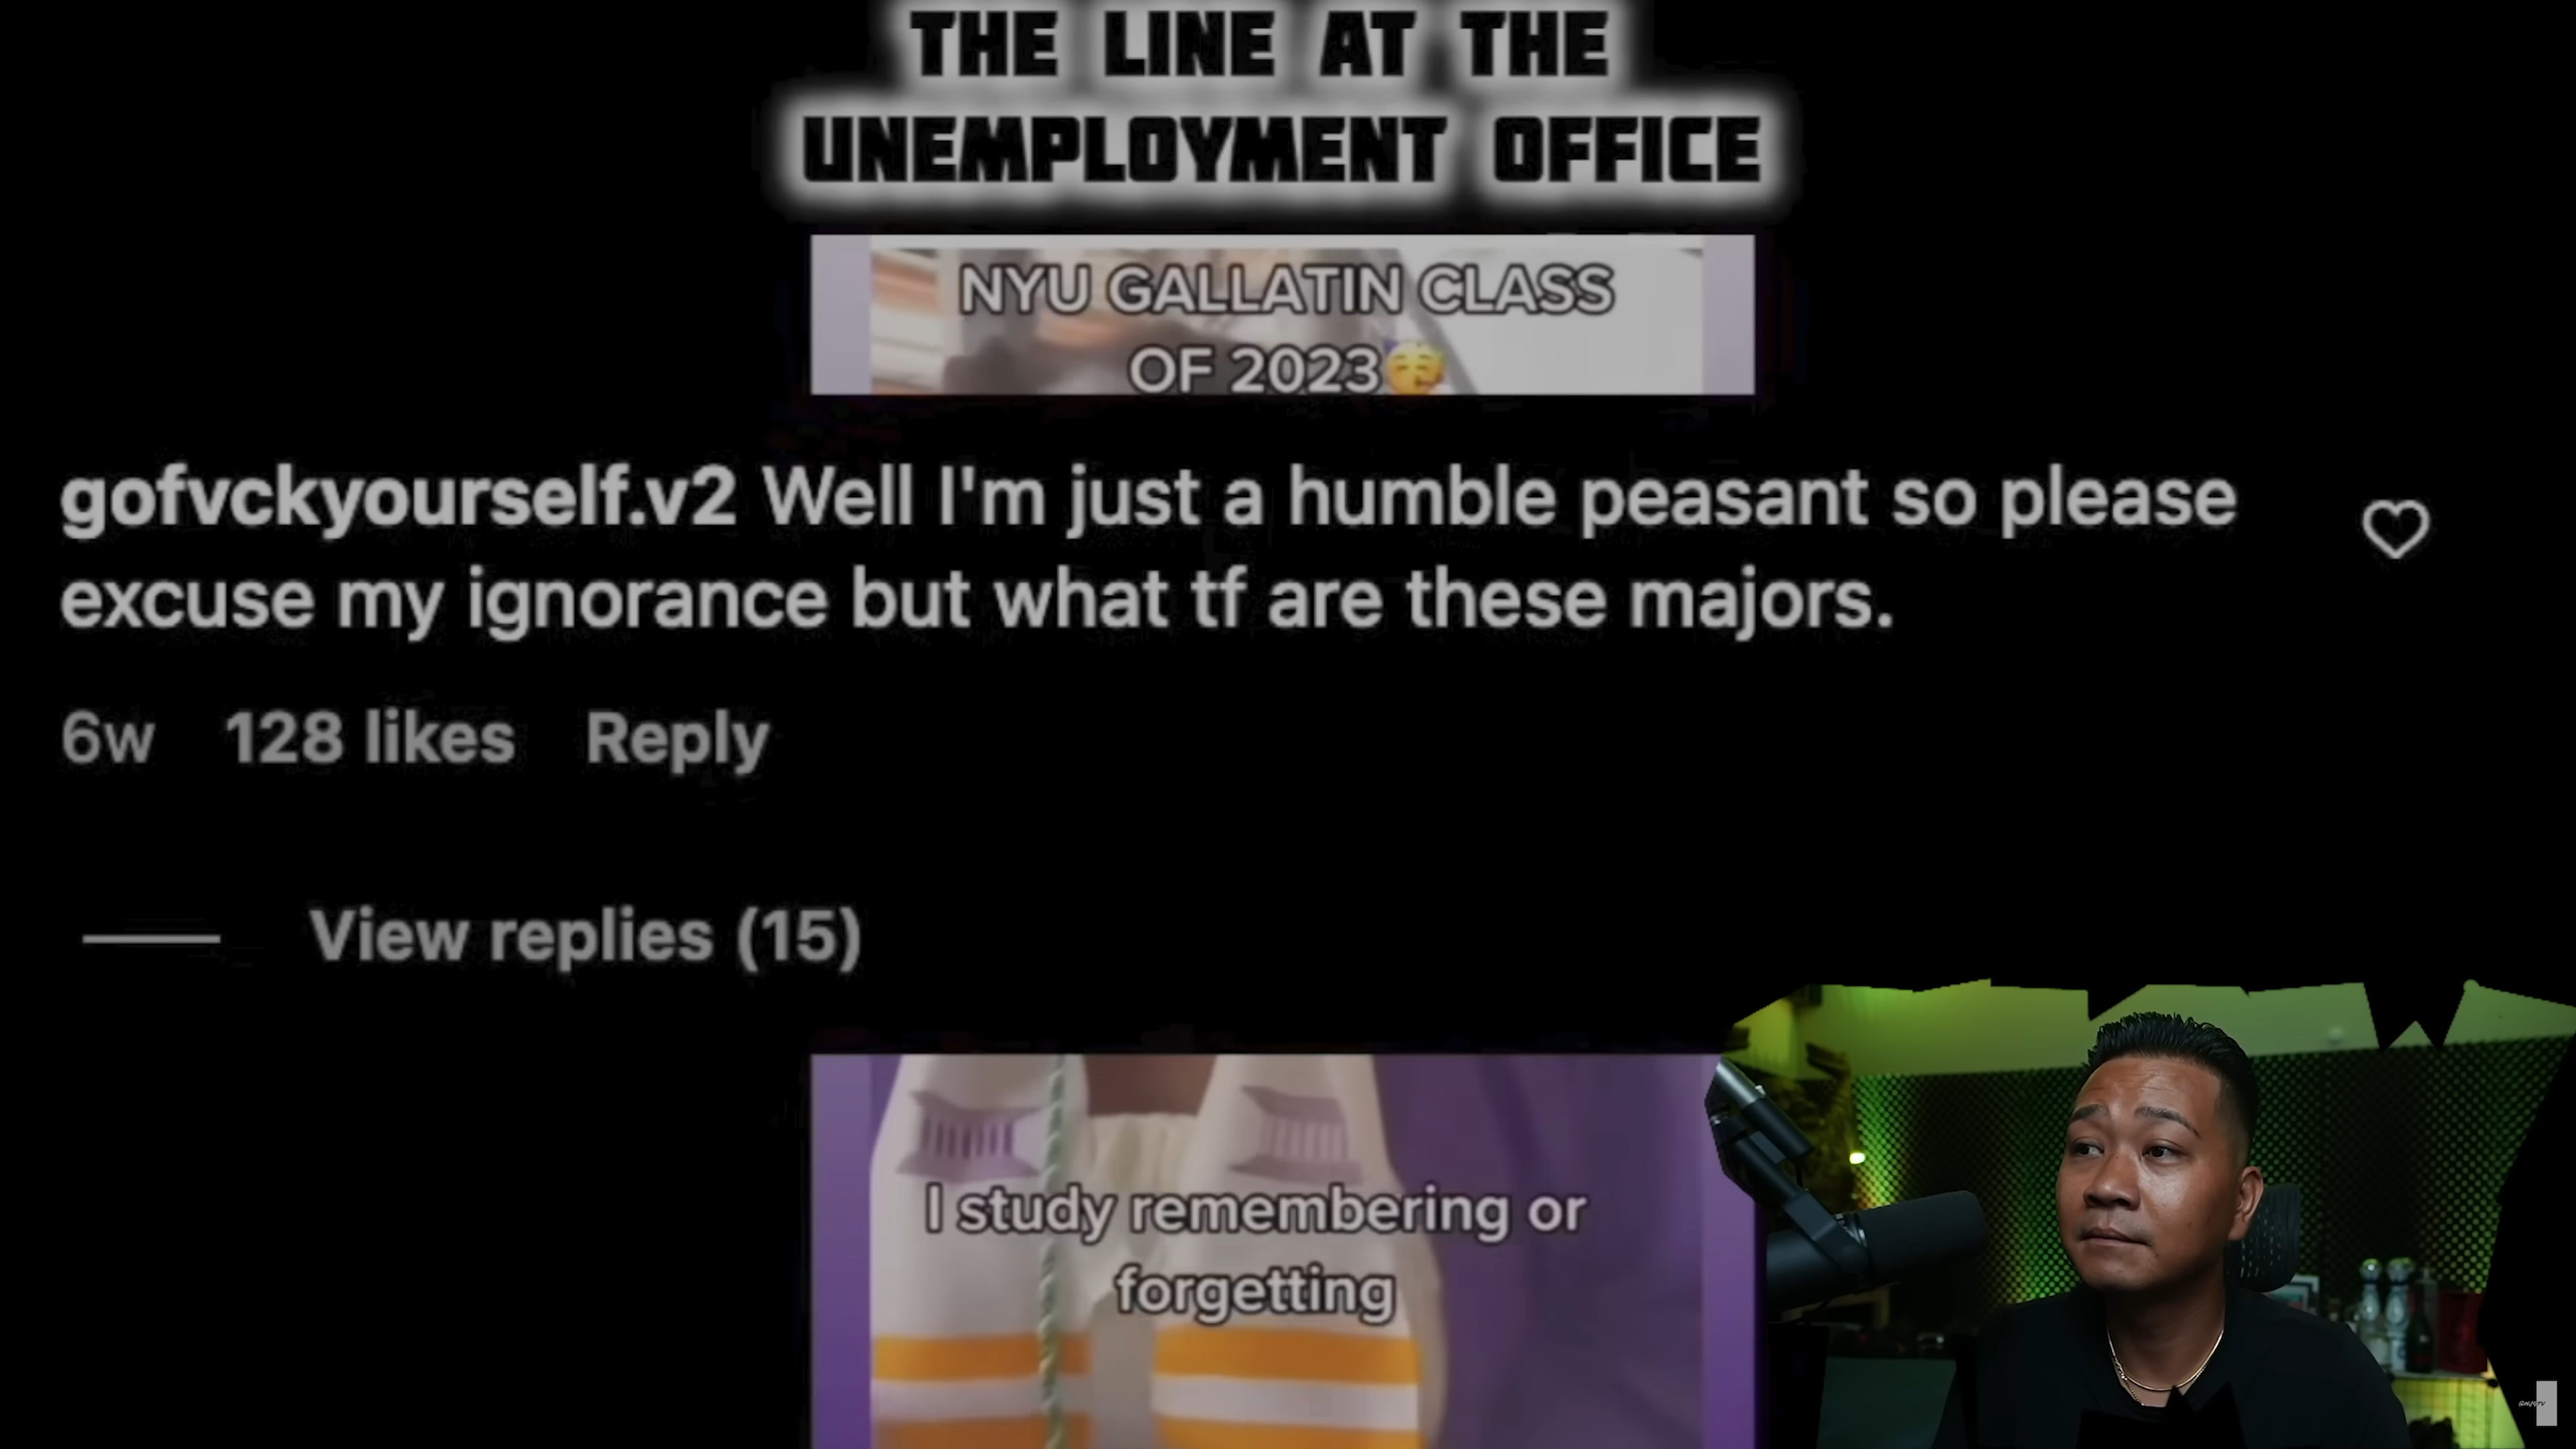 THE LINE AT THE
UNEMPLOYMENT OFFICE
NYU GALLATIN CLASS
OF 2023🥳
gofvckyourself.v2 Well I'm just a humble peasant so please
excuse my ignorance but what tf are these majors.
6w 128 likes Reply
View replies (15)
I study remembering or
forgetting